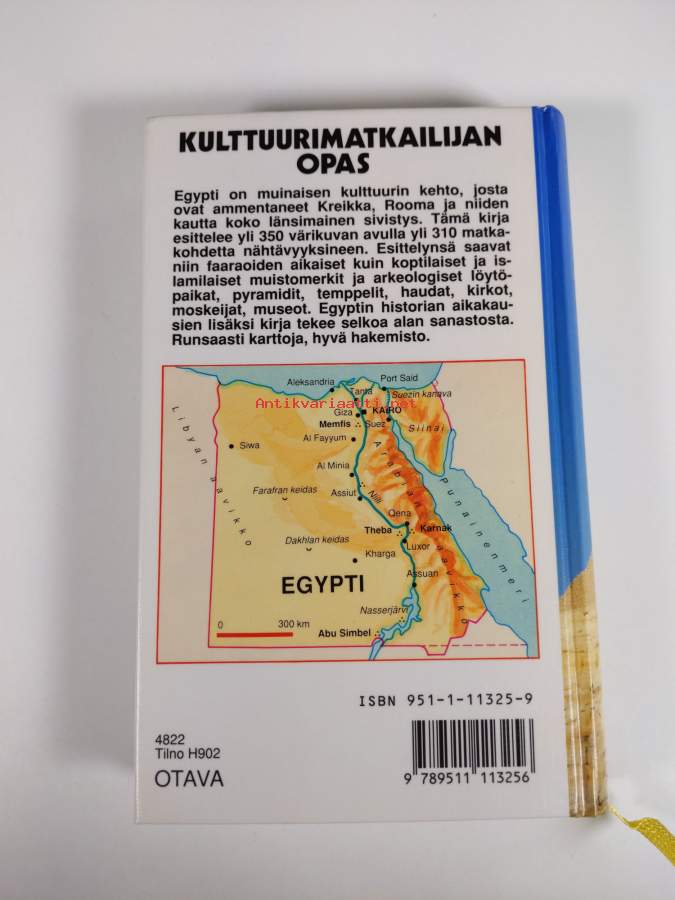 KULTTUURIMATKAILIJAN
OPAS
Egypti on muinaisen kulttuurin kehto, josta
ovat ammentaneet Kreikka, Rooma ja niiden
kautta koko länsimainen sivistys. Tämä kirja
esittelee yli 350 värikuvan avulla yli 310 matka-
kohdetta nähtävyyksineen. Esittelynsä saavat
niin faaraoiden aikaiset kuin koptilaiset ja is-
lamilaiset muistomerkit ja arkeologiset löytö-
paikat, pyramidit, temppelit, haudat, kirkot,
moskeijat, museot. Egyptin historian aikakau-
sien lisäksi kirja tekee selkoa alan sanastosta.
Runsaasti karttoja, hyvä hakemisto.
Aleksandria
Port Said
Tanta
Suezin kanava
Antikvariaatti.net
Giza
KAIRO
Memfis
Suez
Siinai
Al Fayyum
Siwa
Libyan aavikko
Arabian aavikko
Al Minia
Farafran keidas
Assiut
Niili
Punainenmeri
Qena
Theba
Karnak
Dakhlan keidas
Luxor
Kharga
Assuan
EGYPTI
Nasserjärvi
0 300 km
Abu Simbel
ISBN 951-1-11325-9
4822
Tilno H902
OTAVA
9 789511 113256